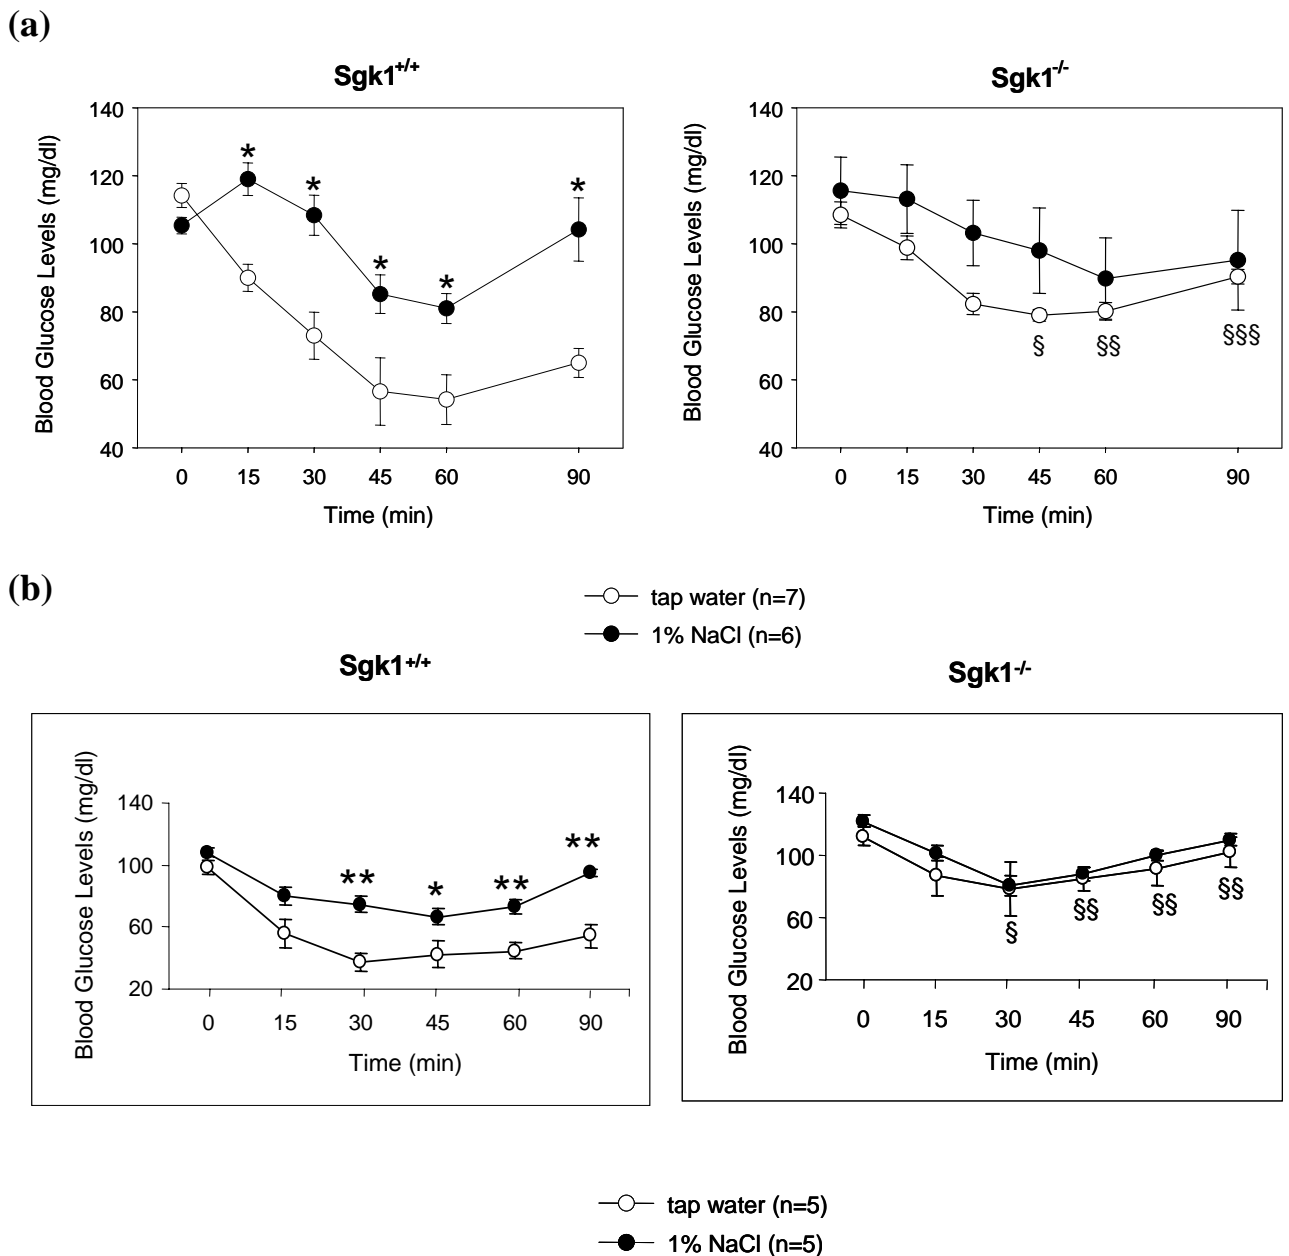 (a)
Sgk1+/+
Sgk1-/-
Blood Glucose Levels (mg/dl)
140
120
100
80
60
40
*
*
*
*
*
0 15 30 45 60 90
Time (min)
Blood Glucose Levels (mg/dl)
140
120
100
80
60
40
§ §§ §§§
0 15 30 45 60 90
Time (min)
(b)
tap water (n=7)
1% NaCl (n=6)
Sgk1+/+
Sgk1-/-
Blood Glucose Levels (mg/dl)
140
100
60
20
** * ** **
0 15 30 45 60 90
Time (min)
Blood Glucose Levels (mg/dl)
140
100
60
20
§ §§ §§ §§
0 15 30 45 60 90
Time (min)
tap water (n=5)
1% NaCl (n=5)